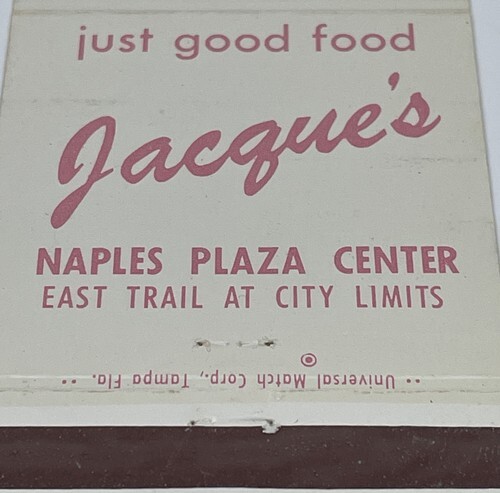 just good food
Jacque's
NAPLES PLAZA CENTER
EAST TRAIL AT CITY LIMITS
©
•• Universal Match Corp., Tampa Fla. ••